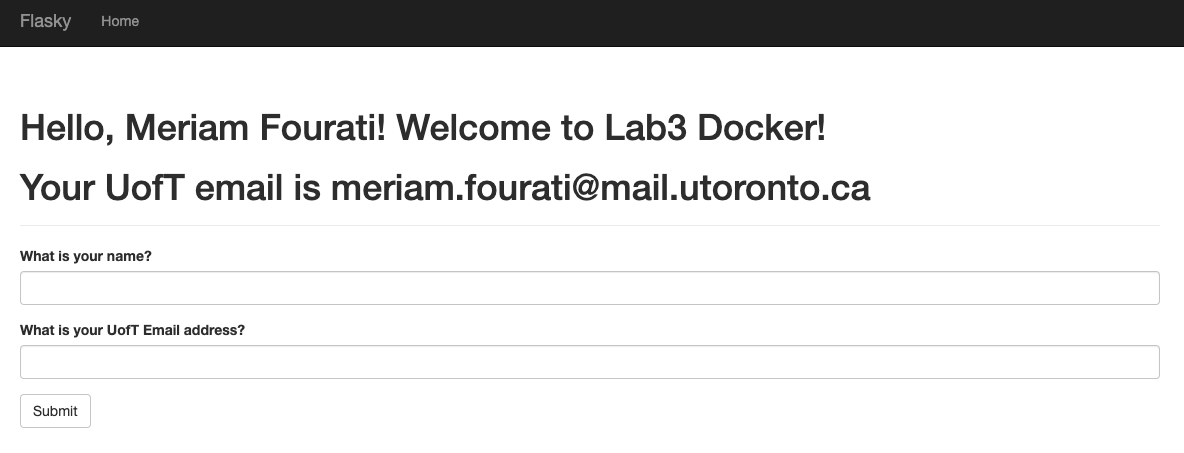 Flasky Home
Hello, Meriam Fourati! Welcome to Lab3 Docker!
Your UofT email is meriam.fourati@mail.utoronto.ca
What is your name?
What is your UofT Email address?
Submit